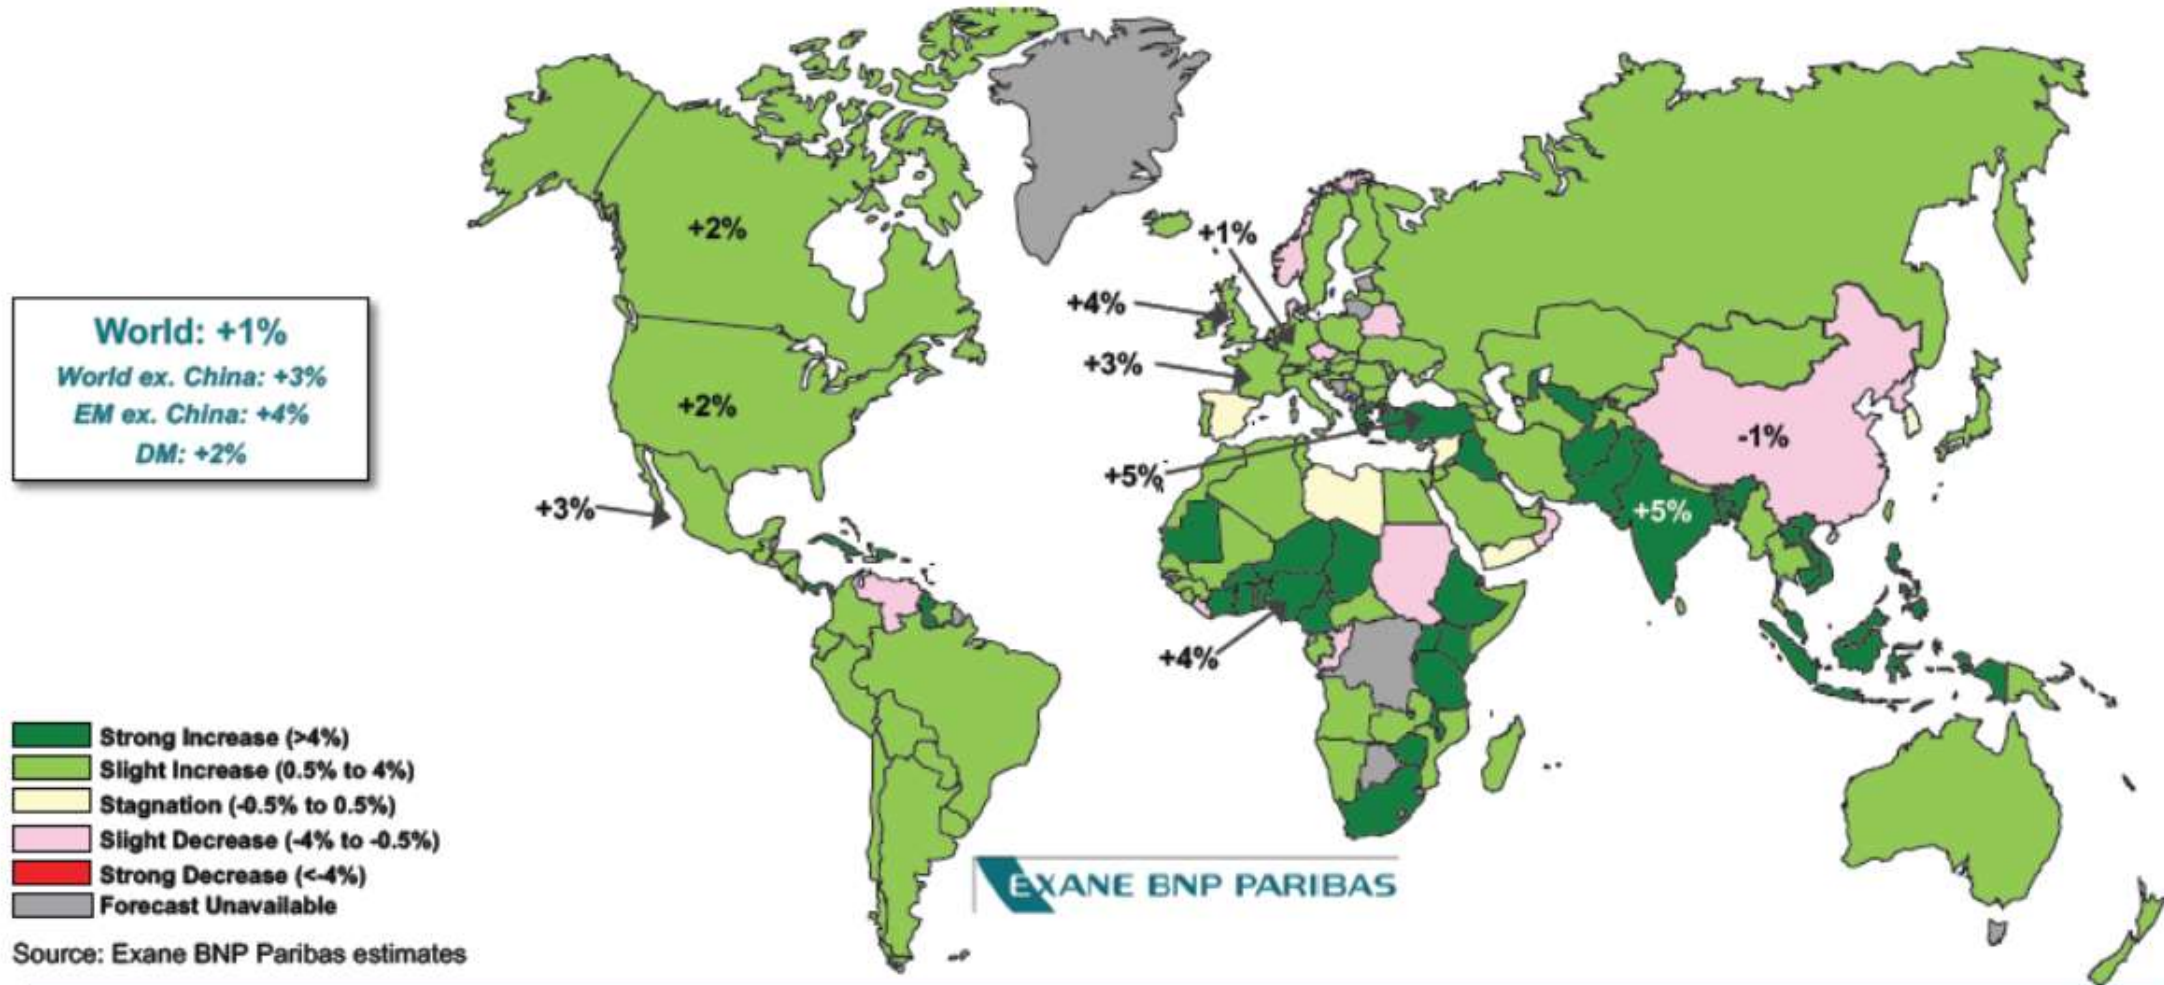 World: +1%
World ex. China: +3%
EM ex. China: +4%
DM: +2%
+2%
+2%
+3%
+1%
+4%
+3%
+5%
+4%
-1%
+5%
Strong Increase (>4%)
Slight Increase (0.5% to 4%)
Stagnation (-0.5% to 0.5%)
Slight Decrease (-4% to -0.5%)
Strong Decrease (<-4%)
Forecast Unavailable
EXANE BNP PARIBAS
Source: Exane BNP Paribas estimates